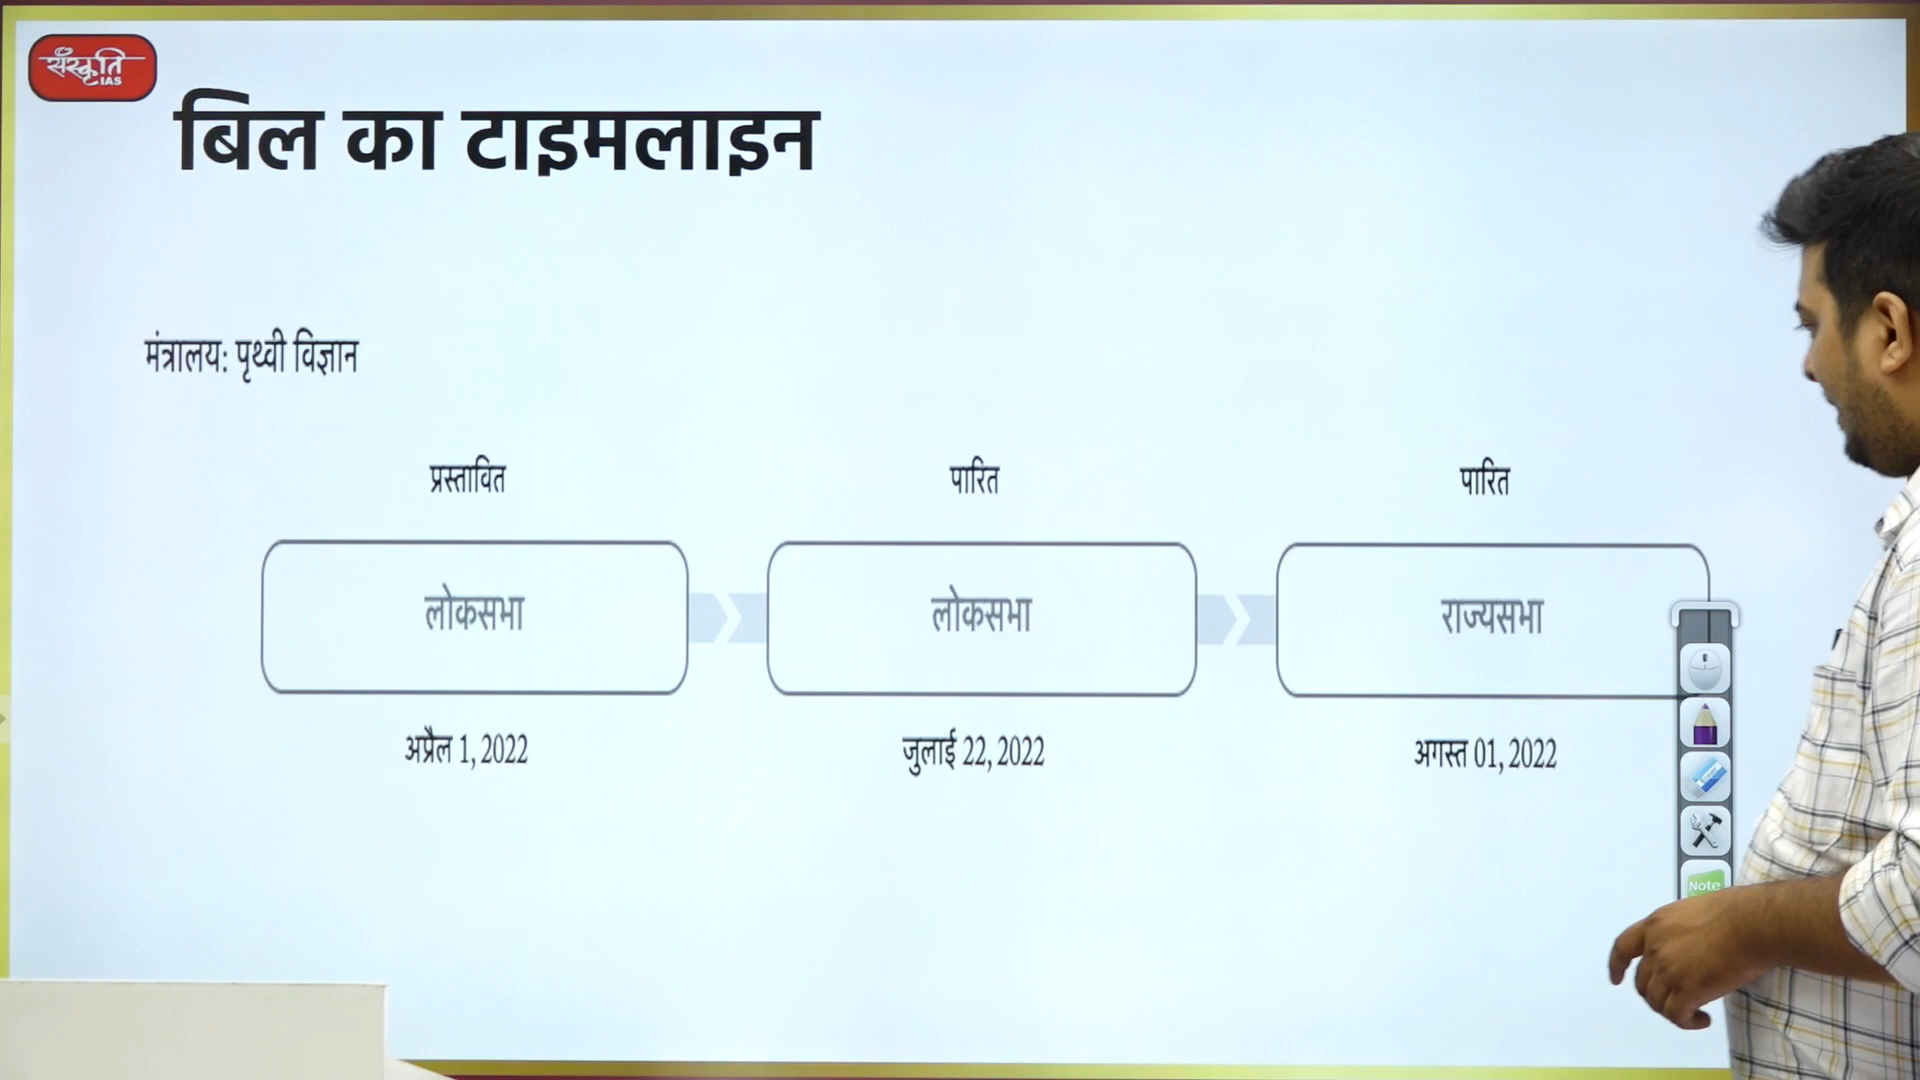 संस्कृति
IAS
बिल का टाइमलाइन
मंत्रालय: पृथ्वी विज्ञान
प्रस्तावित
पारित
पारित
लोकसभा
लोकसभा
राज्यसभा
अप्रैल 1, 2022
जुलाई 22, 2022
अगस्त 01, 2022
Note